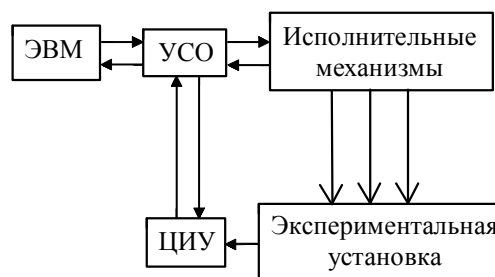 ЭВМ
УСО
Исполнительные
механизмы
ЦИУ
Экспериментальная
установка